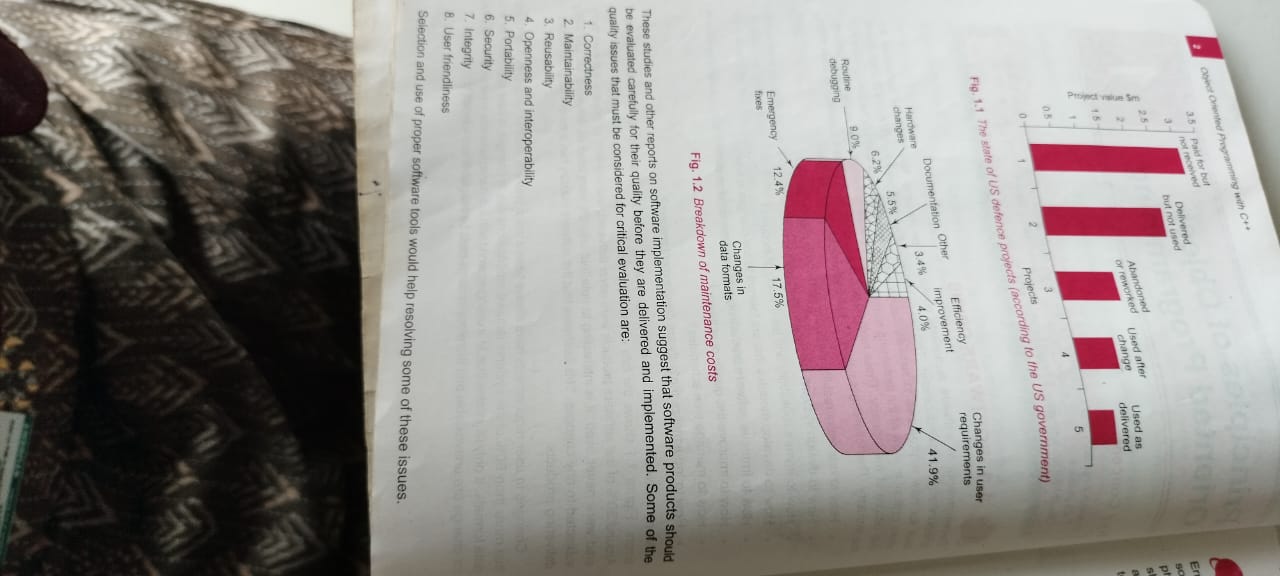 2
Object Oriented Programming with C++
3.5
3
2.5
2
1.5
1
0.5
0
Project value $m
Paid for but
not received
Delivered
but not used
Abandoned
or reworked
Used after
change
Used as
delivered
1
2
3
4
5
Projects
Fig. 1.1 The state of US defence projects (according to the US government)
Changes in user
requirements
41.9%
Efficiency
improvement
4.0%
Other
3.4%
Documentation
5.5%
Hardware
changes
6.2%
Routine
debugging
9.0%
Emergency
fixes
12.4%
17.5%
Changes in
data formats
Fig. 1.2 Breakdown of maintenance costs
These studies and other reports on software implementation suggest that software products should
be evaluated carefully for their quality before they are delivered and implemented. Some of the
quality issues that must be considered for critical evaluation are:
1. Correctness
2. Maintainability
3. Reusability
4. Openness and interoperability
5. Portability
6. Security
7. Integrity
8. User friendliness
Selection and use of proper software tools would help resolving some of these issues.